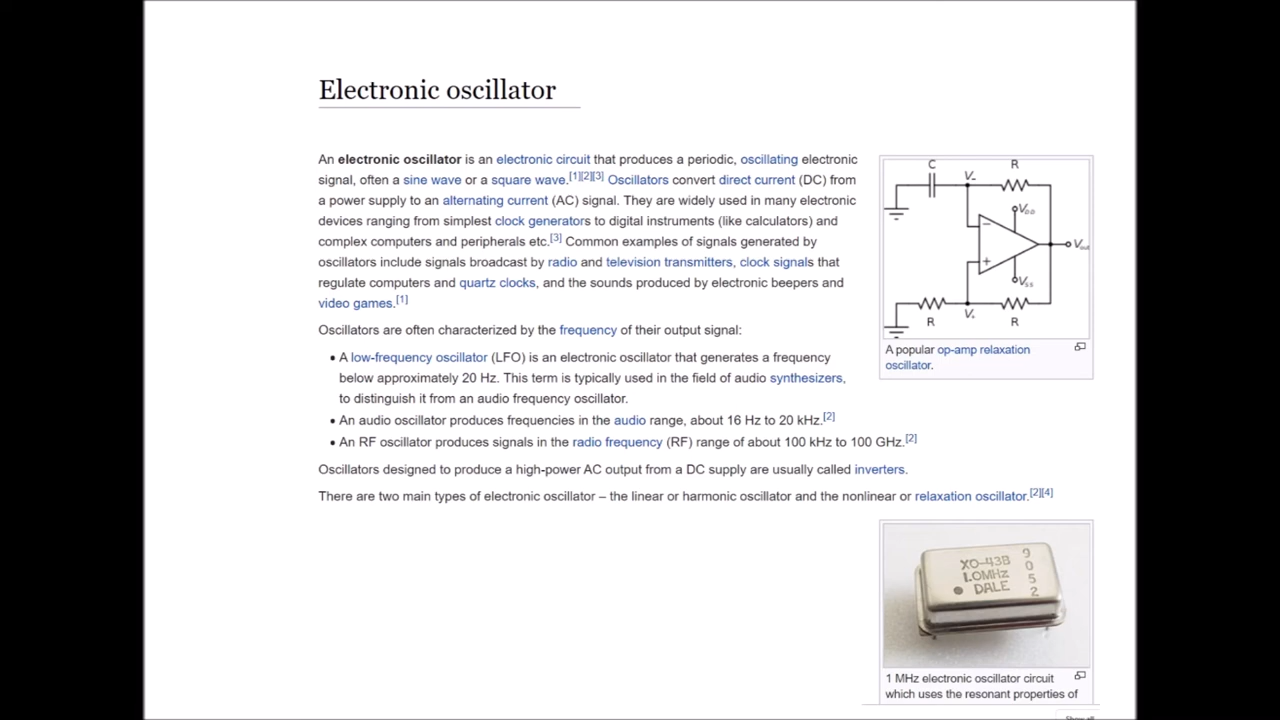 Electronic oscillator
An electronic oscillator is an electronic circuit that produces a periodic, oscillating electronic
signal, often a sine wave or a square wave.[1][2][3] Oscillators convert direct current (DC) from
a power supply to an alternating current (AC) signal. They are widely used in many electronic
devices ranging from simplest clock generators to digital instruments (like calculators) and
complex computers and peripherals etc.[3] Common examples of signals generated by
oscillators include signals broadcast by radio and television transmitters, clock signals that
regulate computers and quartz clocks, and the sounds produced by electronic beepers and
video games.[1]
Oscillators are often characterized by the frequency of their output signal:
• A low-frequency oscillator (LFO) is an electronic oscillator that generates a frequency
below approximately 20 Hz. This term is typically used in the field of audio synthesizers,
to distinguish it from an audio frequency oscillator.
• An audio oscillator produces frequencies in the audio range, about 16 Hz to 20 kHz.[2]
• An RF oscillator produces signals in the radio frequency (RF) range of about 100 kHz to 100 GHz.[2]
Oscillators designed to produce a high-power AC output from a DC supply are usually called inverters.
There are two main types of electronic oscillator – the linear or harmonic oscillator and the nonlinear or relaxation oscillator.[2][4]
C R
V-
VDD
- Vout
+
VSS
V+
R R
A popular op-amp relaxation
oscillator.
XO-43B 9
1.0MHz 0
5
DALE 2
1 MHz electronic oscillator circuit
which uses the resonant properties of